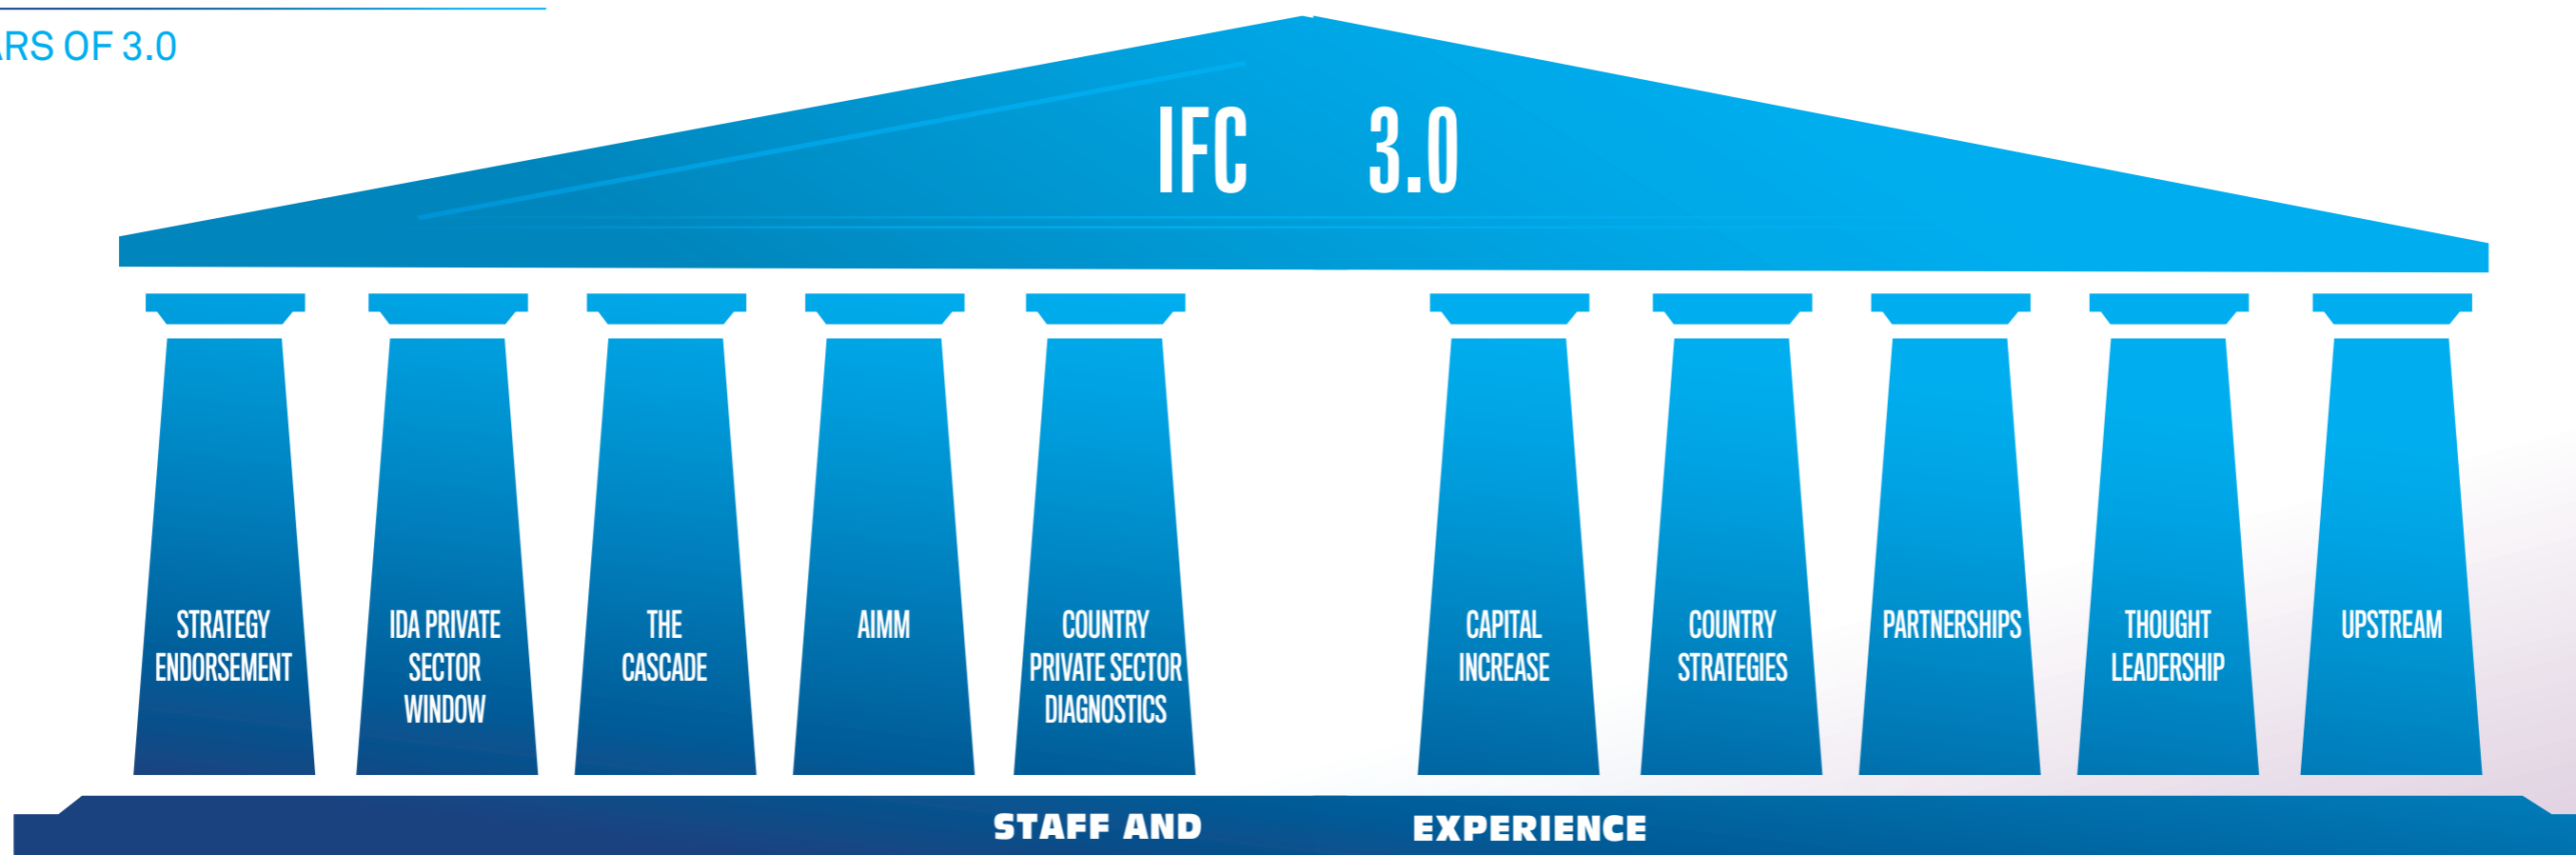 ARS OF 3.0
IFC 3.0
STRATEGY
ENDORSEMENT
IDA PRIVATE
SECTOR
WINDOW
THE
CASCADE
AIMM
COUNTRY
PRIVATE SECTOR
DIAGNOSTICS
CAPITAL
INCREASE
COUNTRY
STRATEGIES
PARTNERSHIPS
THOUGHT
LEADERSHIP
UPSTREAM
STAFF AND EXPERIENCE